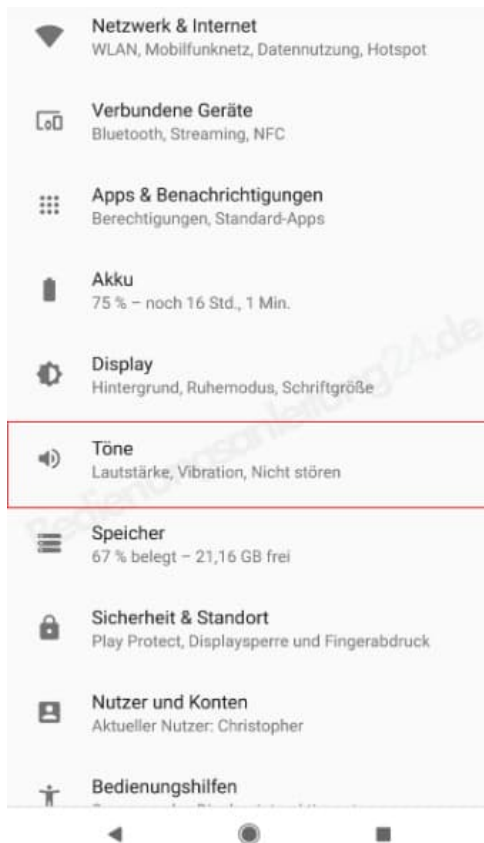 Netzwerk & Internet
WLAN, Mobilfunknetz, Datennutzung, Hotspot
Verbundene Geräte
Bluetooth, Streaming, NFC
Apps & Benachrichtigungen
Berechtigungen, Standard-Apps
Akku
75 % – noch 16 Std., 1 Min.
Display
Hintergrund, Ruhemodus, Schriftgröße
Töne
Lautstärke, Vibration, Nicht stören
Speicher
67 % belegt – 21,16 GB frei
Sicherheit & Standort
Play Protect, Displaysperre und Fingerabdruck
Nutzer und Konten
Aktueller Nutzer: Christopher
Bedienungshilfen
Bedienungsanleitung24.de